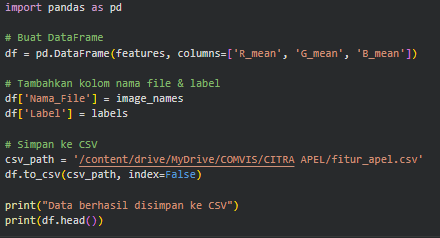 import pandas as pd
# Buat DataFrame
df = pd.DataFrame(features, columns=['R_mean', 'G_mean', 'B_mean'])
# Tambahkan kolom nama file & label
df['Nama_File'] = image_names
df['Label'] = labels
# Simpan ke CSV
csv_path = '/content/drive/MyDrive/COMVIS/CITRA APEL/fitur_apel.csv'
df.to_csv(csv_path, index=False)
print("Data berhasil disimpan ke CSV")
print(df.head())